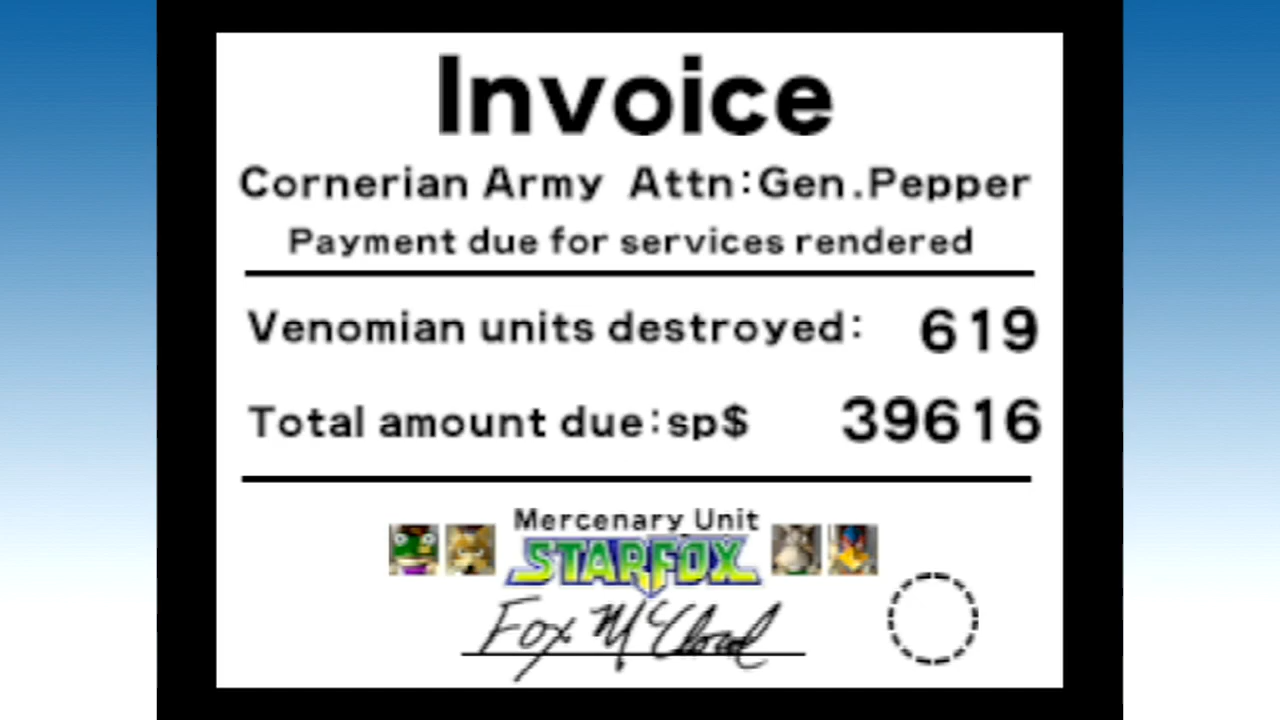 Invoice
Cornerian Army Attn:Gen.Pepper
Payment due for services rendered
Venomian units destroyed: 619
Total amount due:sp$ 39616
Mercenary Unit
STARFOX
Fox McCloud